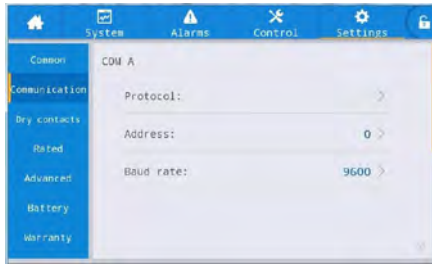 System
Alarms
Control
Settings
Common
Communication
Dry contacts
Rated
Advanced
Battery
Warranty
COM A
Protocol:
Address:
0
Baud rate:
9600